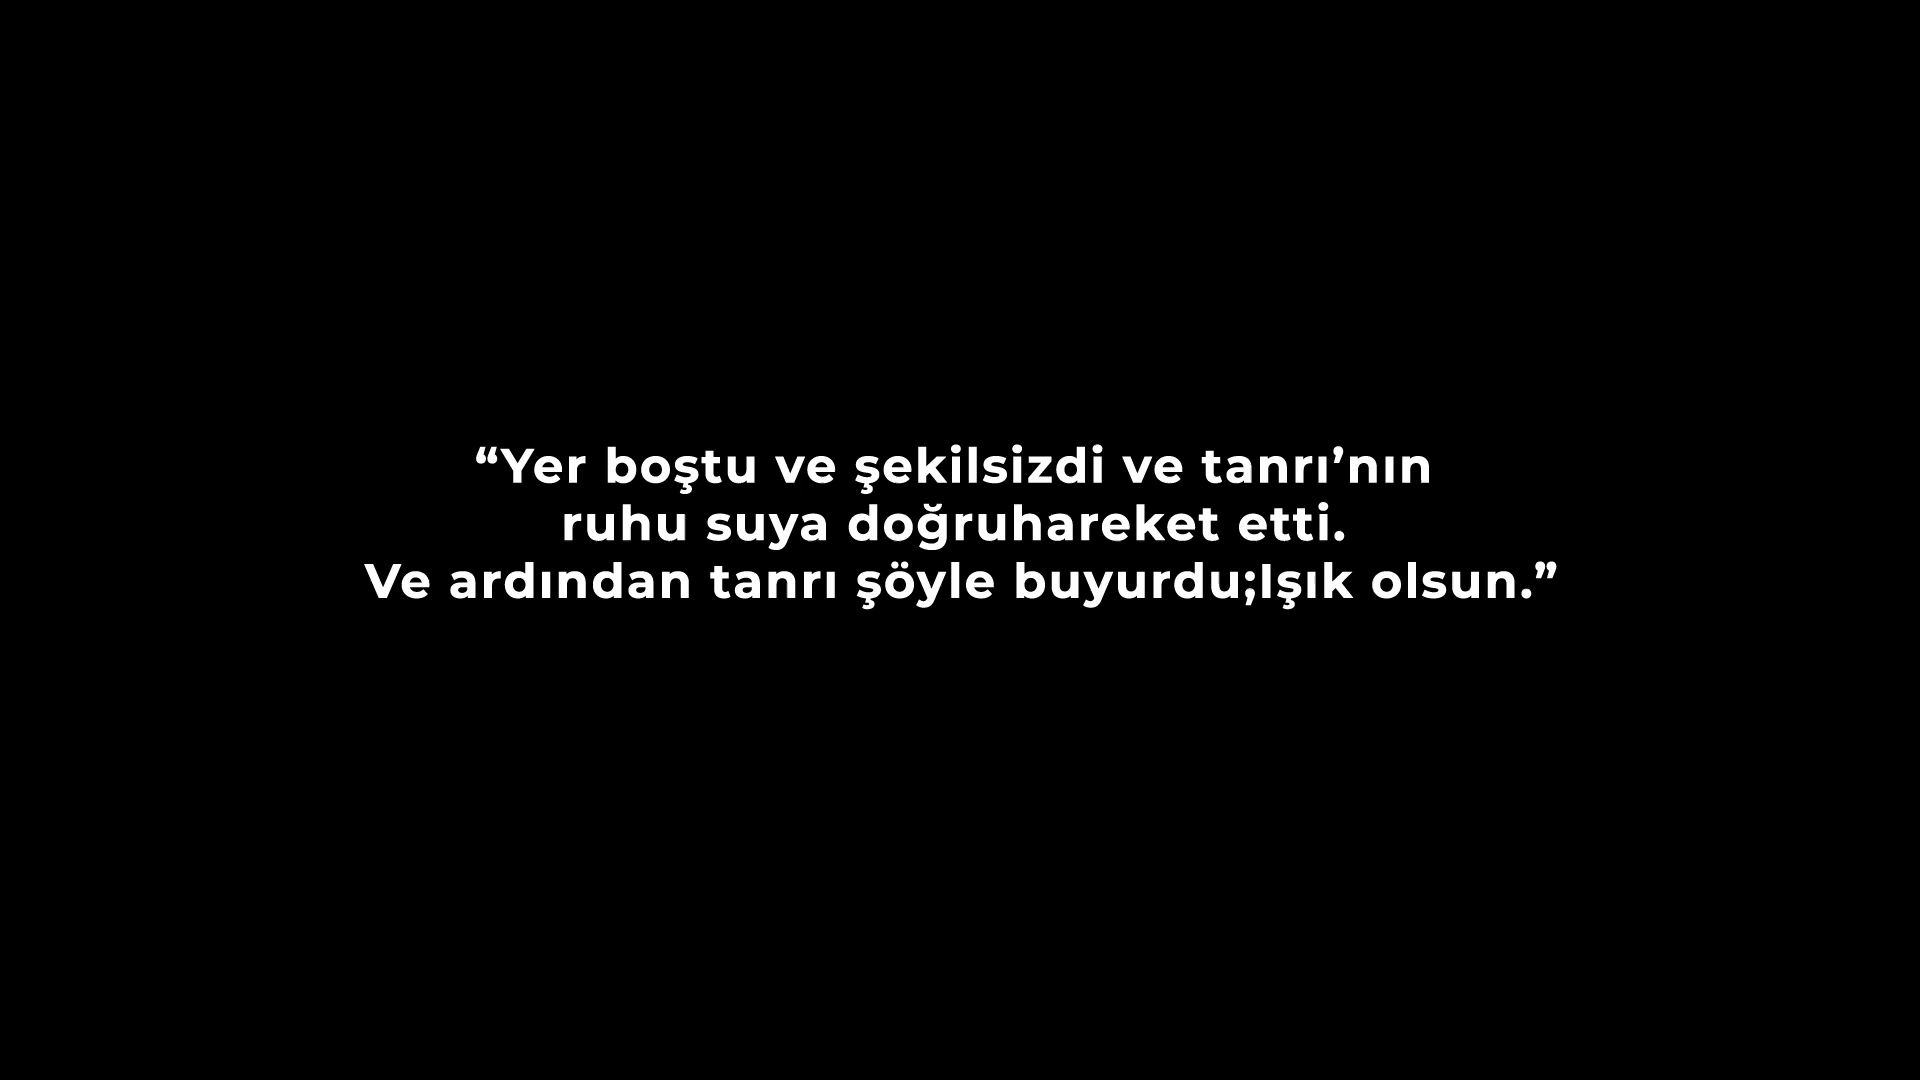 “Yer boştu ve şekilsizdi ve tanrı’nın
ruhu suya doğruhareket etti.
Ve ardından tanrı şöyle buyurdu;Işık olsun.”